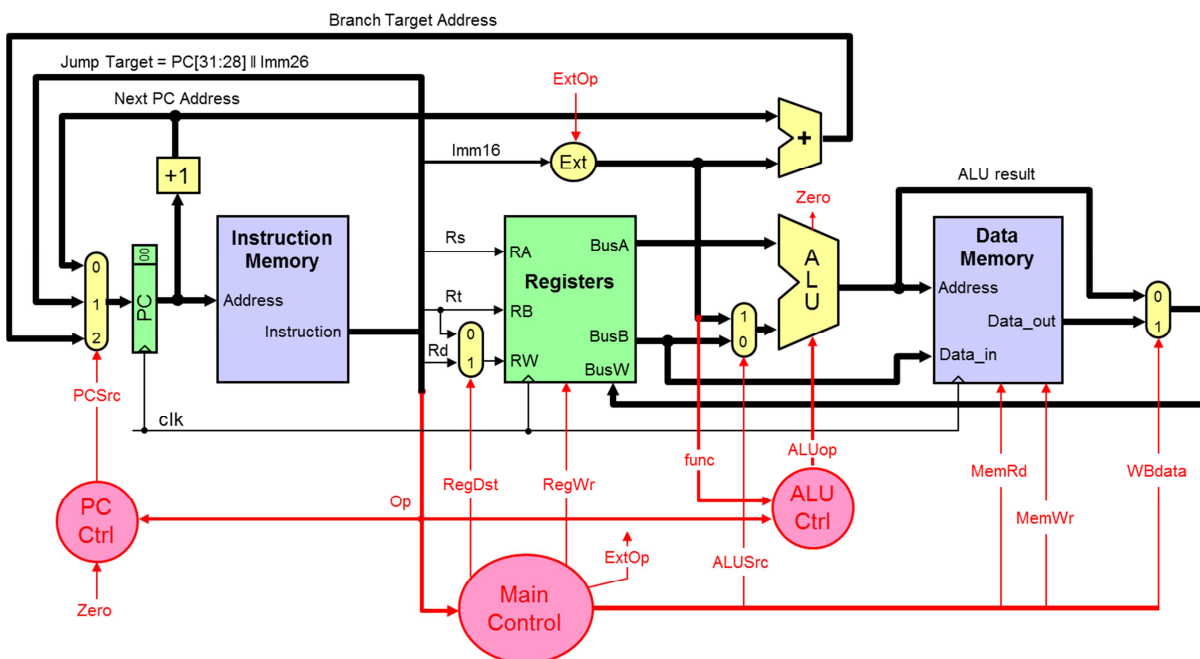 Branch Target Address
Jump Target = PC[31:28] ‖ Imm26
Next PC Address
ExtOp
+1
Imm16
Ext
+
ALU result
Zero
Instruction
Memory
Address
Instruction
0
1
2
PC
00
Rs
Rt
Rd
0
1
RA
RB
RW
Registers
BusA
BusB
BusW
1
0
A
L
U
Data
Memory
Address
Data_out
Data_in
0
1
PCSrc
clk
func
ALUop
RegDst
RegWr
MemRd
MemWr
WBdata
Op
PC
Ctrl
ALU
Ctrl
ExtOp
ALUSrc
Zero
Main
Control